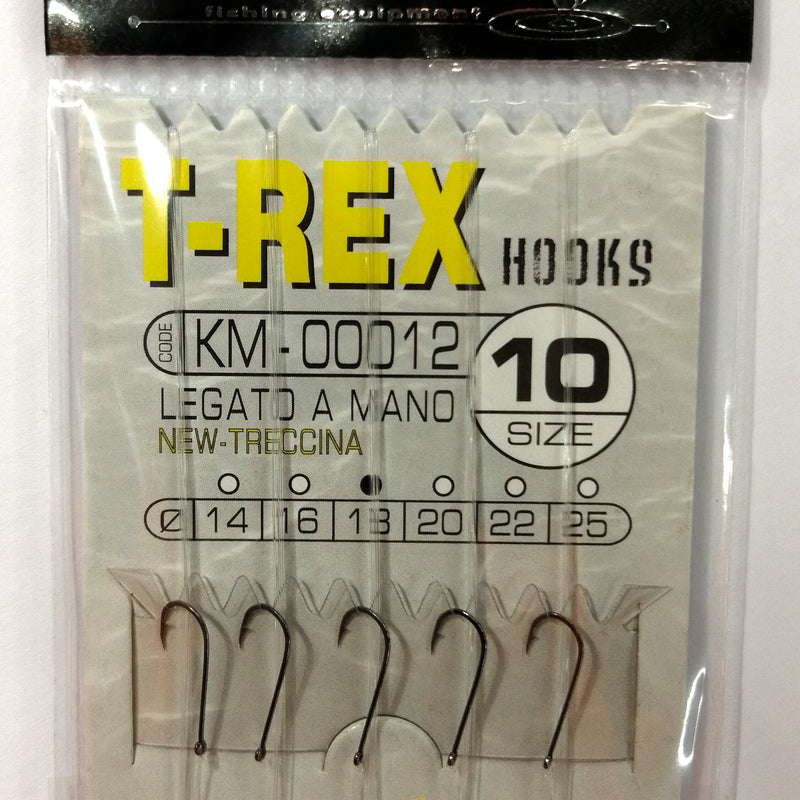 fishing equipment
T-REX HOOKS
CODE KM-00012
10
SIZE
LEGATO A MANO
NEW-TRECCINA
Ø 14 16 18 20 22 25